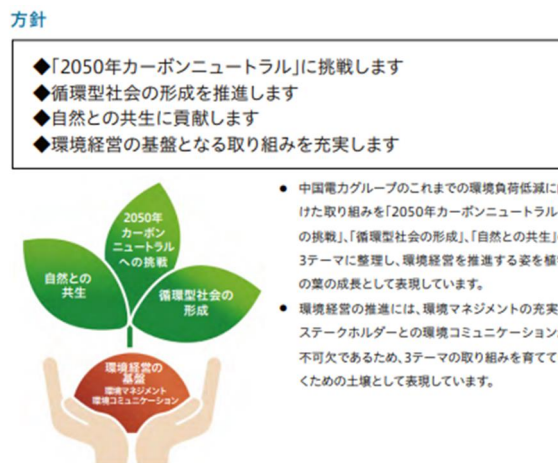 方針
◆「2050年カーボンニュートラル」に挑戦します
◆循環型社会の形成を推進します
◆自然との共生に貢献します
◆環境経営の基盤となる取り組みを充実します
2050年
カーボン
ニュートラル
への挑戦
自然との
共生
循環型社会の
形成
環境経営の
基盤
環境マネジメント
環境コミュニケーション
● 中国電力グループのこれまでの環境負荷低減に
けた取り組みを「2050年カーボンニュートラル
の挑戦」、「循環型社会の形成」、「自然との共生」
3テーマに整理し、環境経営を推進する姿を植
の葉の成長として表現しています。
● 環境経営の推進には、環境マネジメントの充実
ステークホルダーとの環境コミュニケーション
不可欠であるため、3テーマの取り組みを育てて
くための土壌として表現しています。